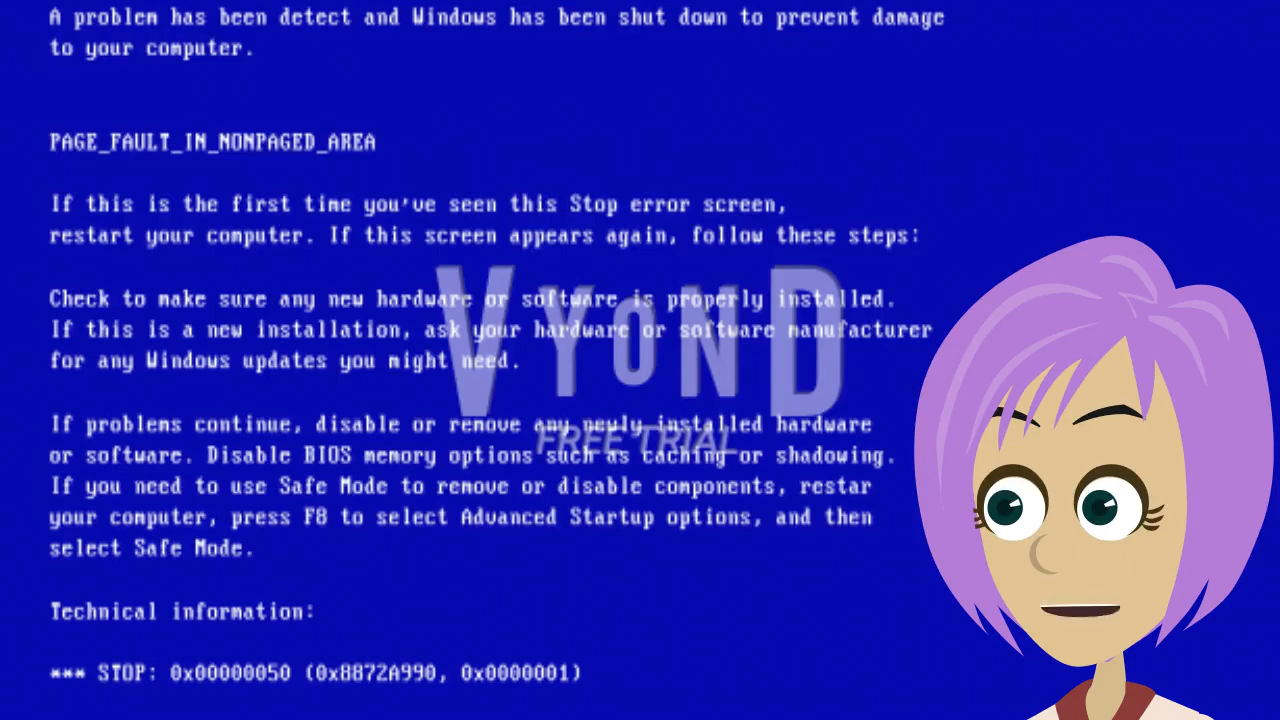 A problem has been detect and Windows has been shut down to prevent damage
to your computer.
PAGE_FAULT_IN_NONPAGED_AREA
If this is the first time you've seen this Stop error screen,
restart your computer. If this screen appears again, follow these steps:
Check to make sure any new hardware or software is properly installed.
If this is a new installation, ask your hardware or software manufacturer
for any Windows updates you might need.
VYOND
FREE TRIAL
If problems continue, disable or remove any newly installed hardware
or software. Disable BIOS memory options such as caching or shadowing.
If you need to use Safe Mode to remove or disable components, restar
your computer, press F8 to select Advanced Startup options, and then
select Safe Mode.
Technical information:
*** STOP: 0x00000050 (0x8872A990, 0x0000001)